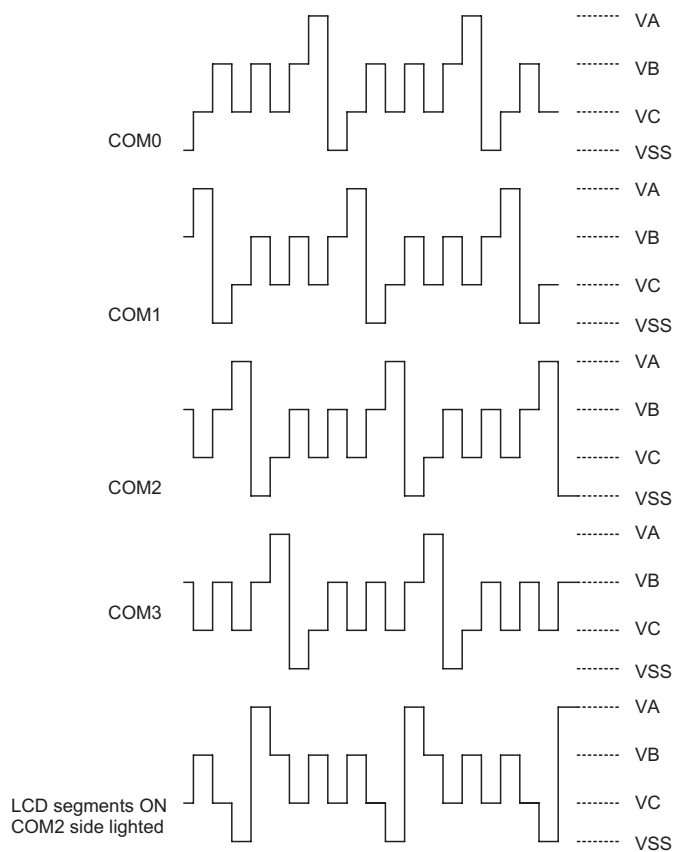 VA
VB
VC
COM0
VSS
VA
VB
VC
COM1
VSS
VA
VB
VC
COM2
VSS
VA
VB
COM3
VC
VSS
VA
VB
LCD segments ON
VC
COM2 side lighted
VSS